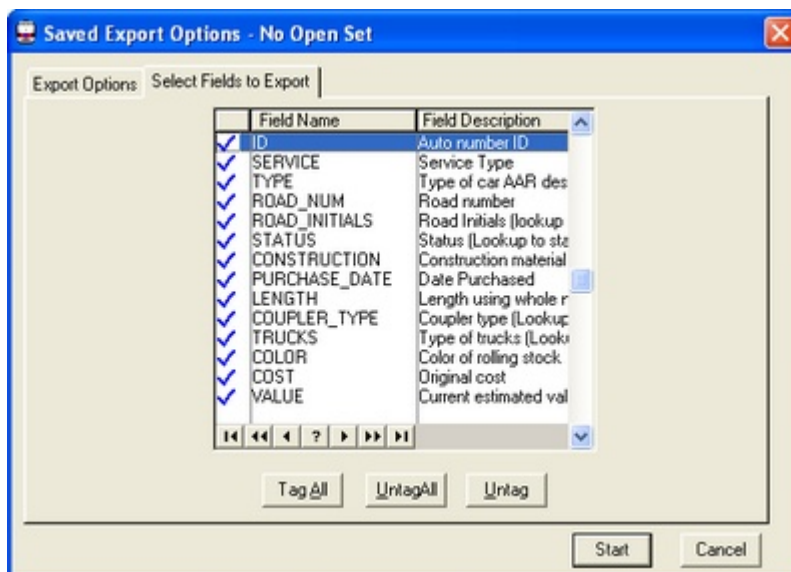 Saved Export Options - No Open Set
Export Options Select Fields to Export
Field Name Field Description
ID Auto number ID
SERVICE Service Type
TYPE Type of car AAR des
ROAD_NUM Road number
ROAD_INITIALS Road Initials (lookup
STATUS Status (Lookup to sta
CONSTRUCTION Construction material
PURCHASE_DATE Date Purchased
LENGTH Length using whole r
COUPLER_TYPE Coupler type (Lookup
TRUCKS Type of trucks (Looku
COLOR Color of rolling stock
COST Original cost
VALUE Current estimated val
?
Tag All UntagAll Untag
Start Cancel